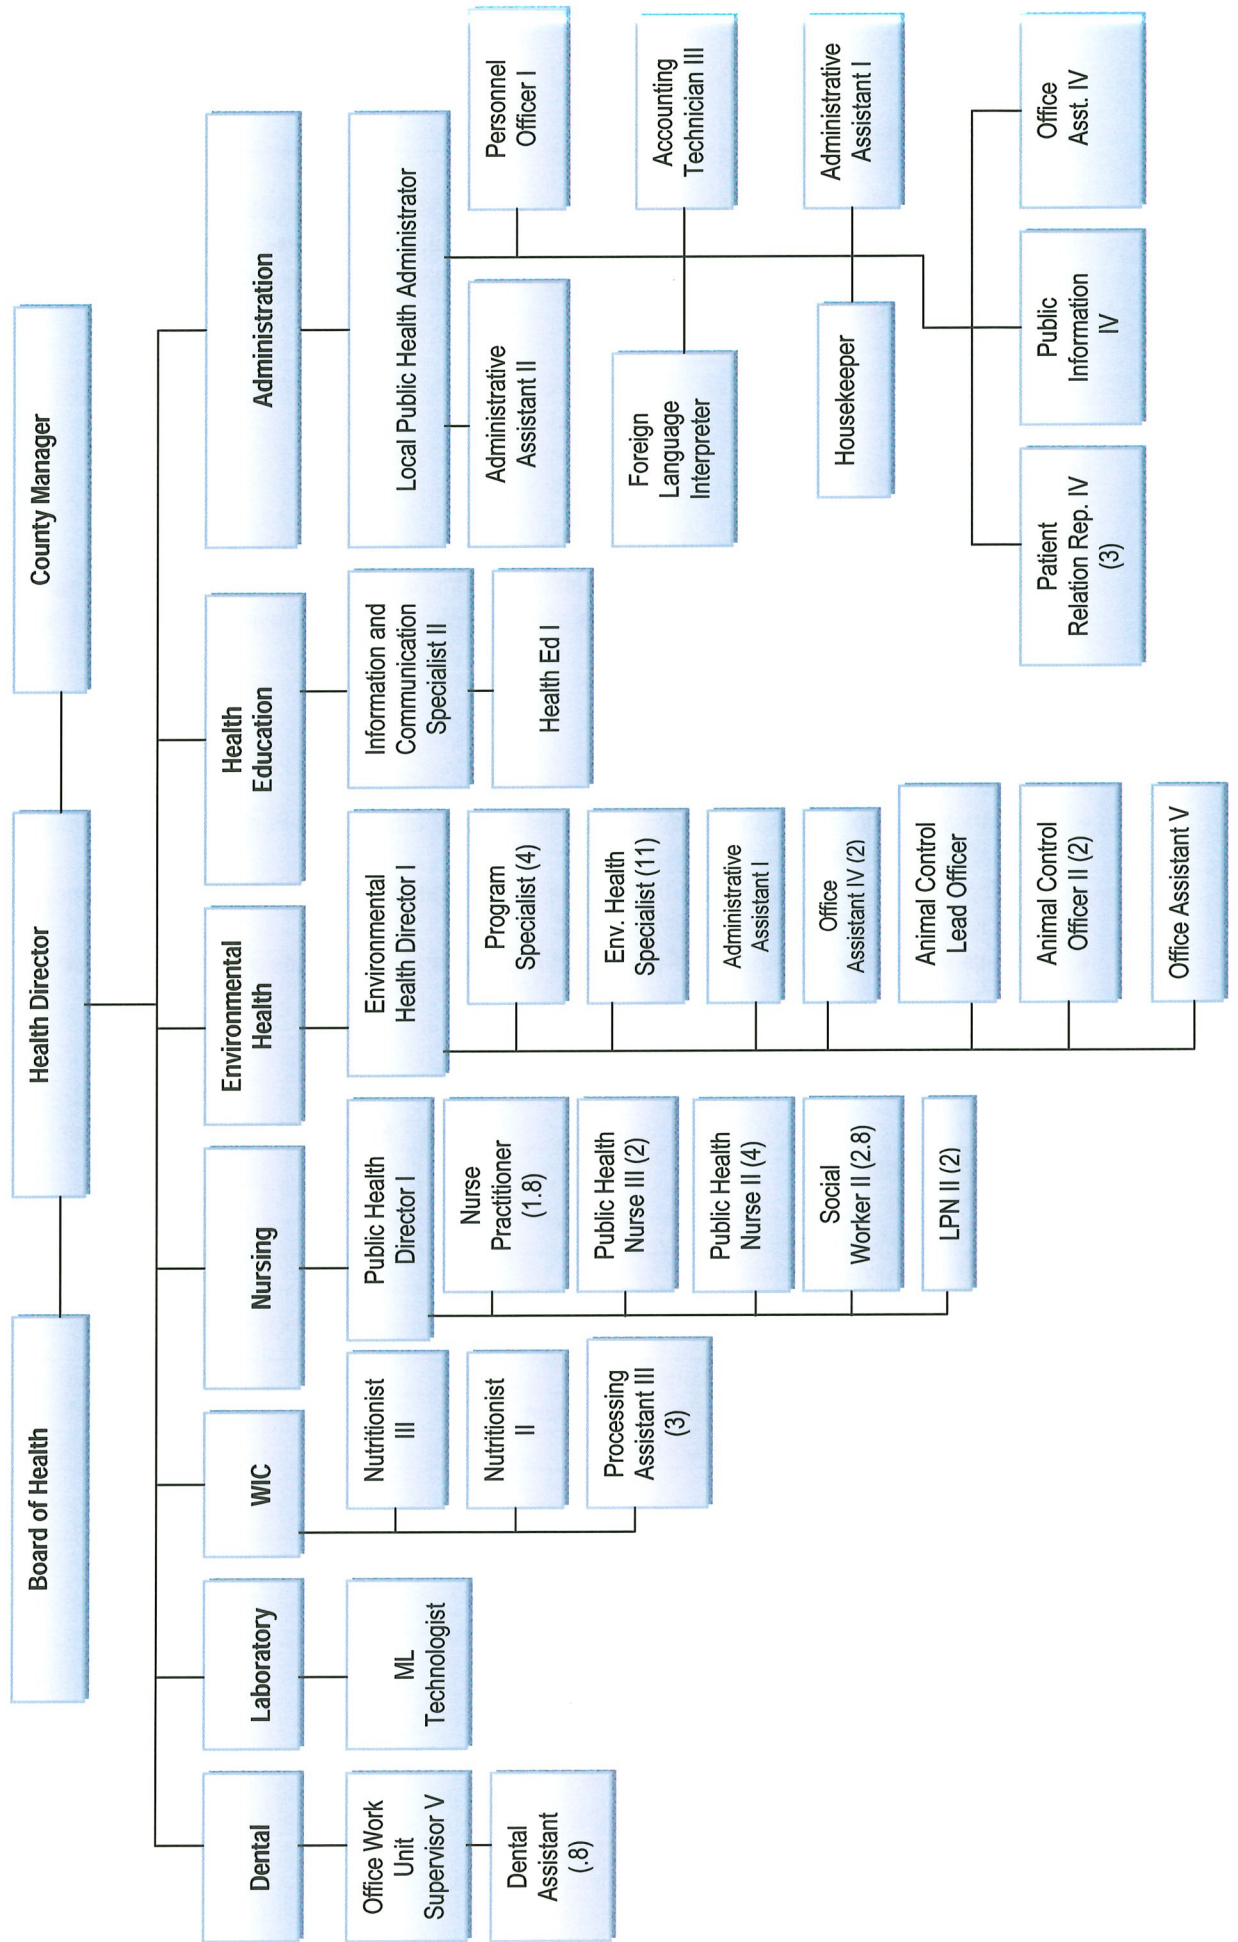 Board of Health
Health Director
County Manager
Dental
Laboratory
WIC
Nursing
Environmental
Health
Health
Education
Administration
Office Work
Unit
Supervisor V
Dental
Assistant
(.8)
ML
Technologist
Nutritionist
III
Nutritionist
II
Processing
Assistant III
(3)
Public Health
Director I
Nurse
Practitioner
(1.8)
Public Health
Nurse III (2)
Public Health
Nurse II (4)
Social
Worker II (2.8)
LPN II (2)
Environmental
Health Director I
Program
Specialist (4)
Env. Health
Specialist (11)
Administrative
Assistant I
Office
Assistant IV (2)
Animal Control
Lead Officer
Animal Control
Officer II (2)
Office Assistant V
Information and
Communication
Specialist II
Health Ed I
Local Public Health Administrator
Administrative
Assistant II
Personnel
Officer I
Foreign
Language
Interpreter
Accounting
Technician III
Housekeeper
Administrative
Assistant I
Patient
Relation Rep. IV
(3)
Public
Information
IV
Office
Asst. IV